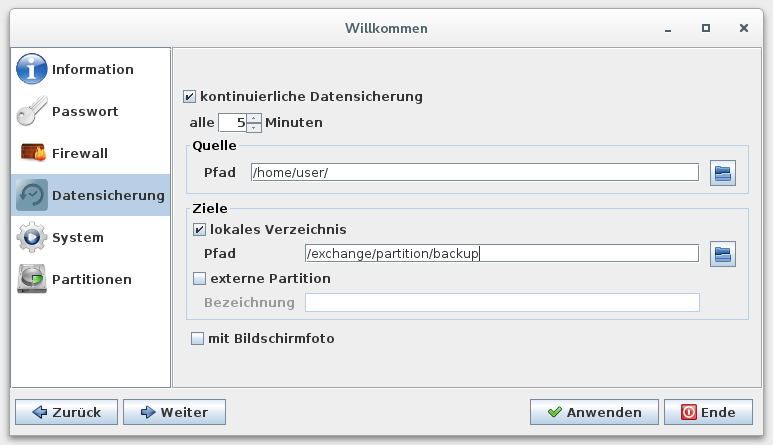 Willkommen
Information
Passwort
Firewall
Datensicherung
System
Partitionen
kontinuierliche Datensicherung
alle 5 Minuten
Quelle
Pfad /home/user/
Ziele
lokales Verzeichnis
Pfad /exchange/partition/backup
externe Partition
Bezeichnung
mit Bildschirmfoto
Zurück Weiter Anwenden Ende